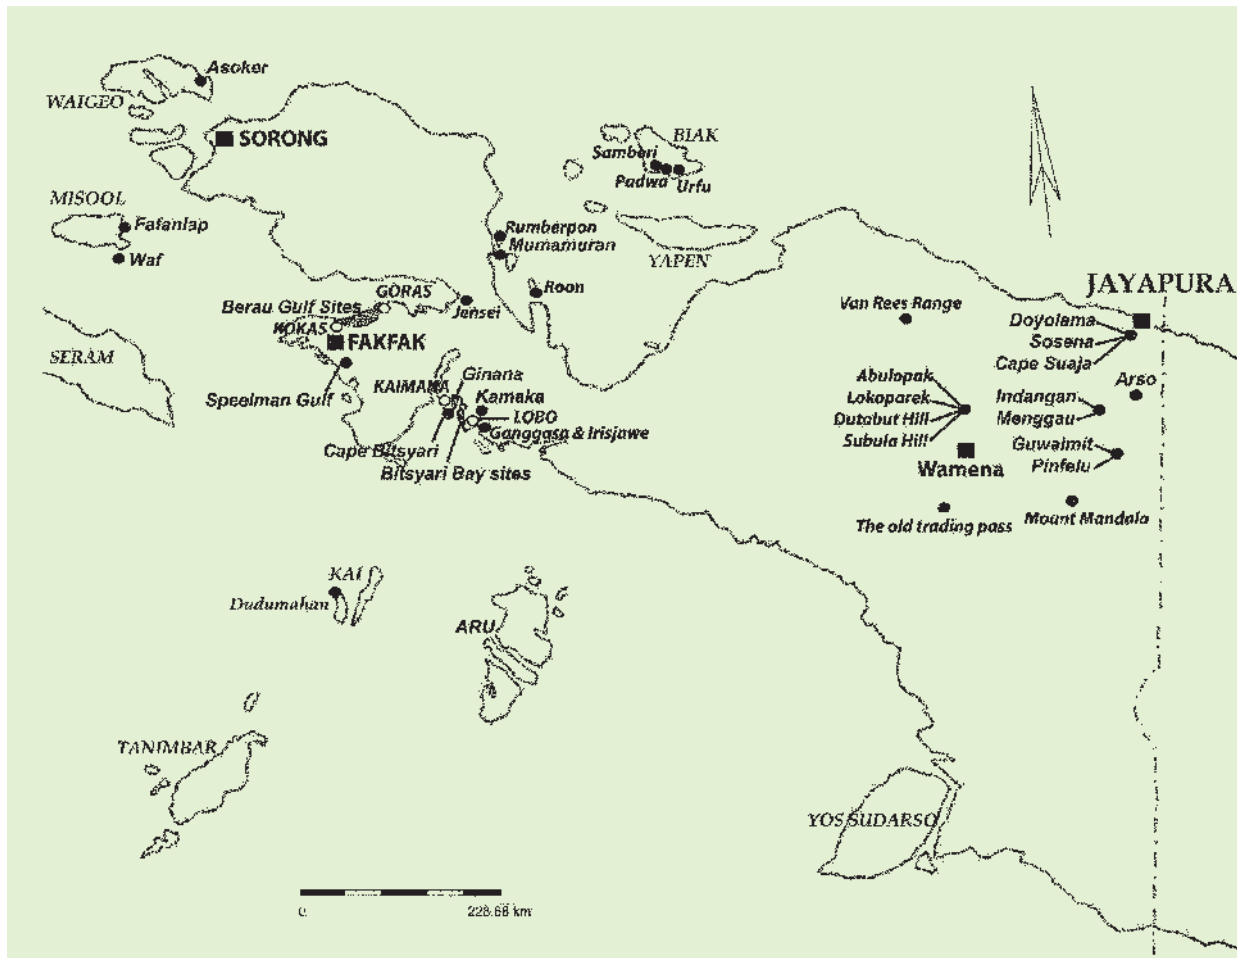 Asoker
WAIGEO
SORONG
BIAK
Samberi
Padwa
Urfu
MISOOL
Fafanlap
Waf
Rumberpon
Mumamuran
YAPEN
Roon
GORAS
Berau Gulf Sites
Jensei
KOKAS
FAKFAK
SERAM
Speelman Gulf
KAIMANA
Ginana
Kamaka
LOBO
Ganggasa & Irisjawe
Cape Bitsyari
Bitsyari Bay sites
JAYAPURA
Van Rees Range
Doyolama
Sosena
Cape Suaja
Arso
Abulopak
Lokoparek
Dutabut Hill
Subula Hill
Indangan
Menggau
Guwaimit
Pinfelu
Wamena
The old trading pass
Mount Mandala
KAI
Dudumahan
ARU
TANIMBAR
YOS SUDARSO
0
228.68 km